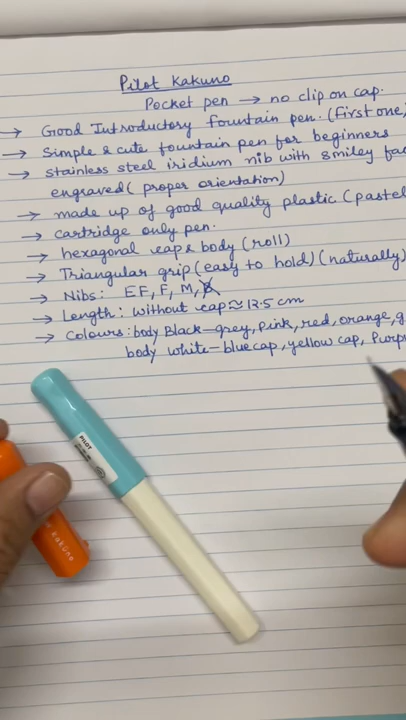 Pilot Kakuno
Pocket pen → no clip on cap.
→ Good Introductory fountain pen. (First one,
→ Simple & cute fountain pen for beginners
→ stainless steel iridium nib with smiley fac
engraved (proper orientation)
→ made up of good quality plastic (pastel
→ cartridge only pen.
→ hexagonal cap & body (roll)
→ Triangular grip (easy to hold) (naturally)
→ Nibs: EF, F, M, B
→ Length: without cap ≈ 12.5 cm
→ Colours: body Black - grey, pink, red, orange, g
body white - blue cap, yellow cap, Purp
PILOT
kakuno